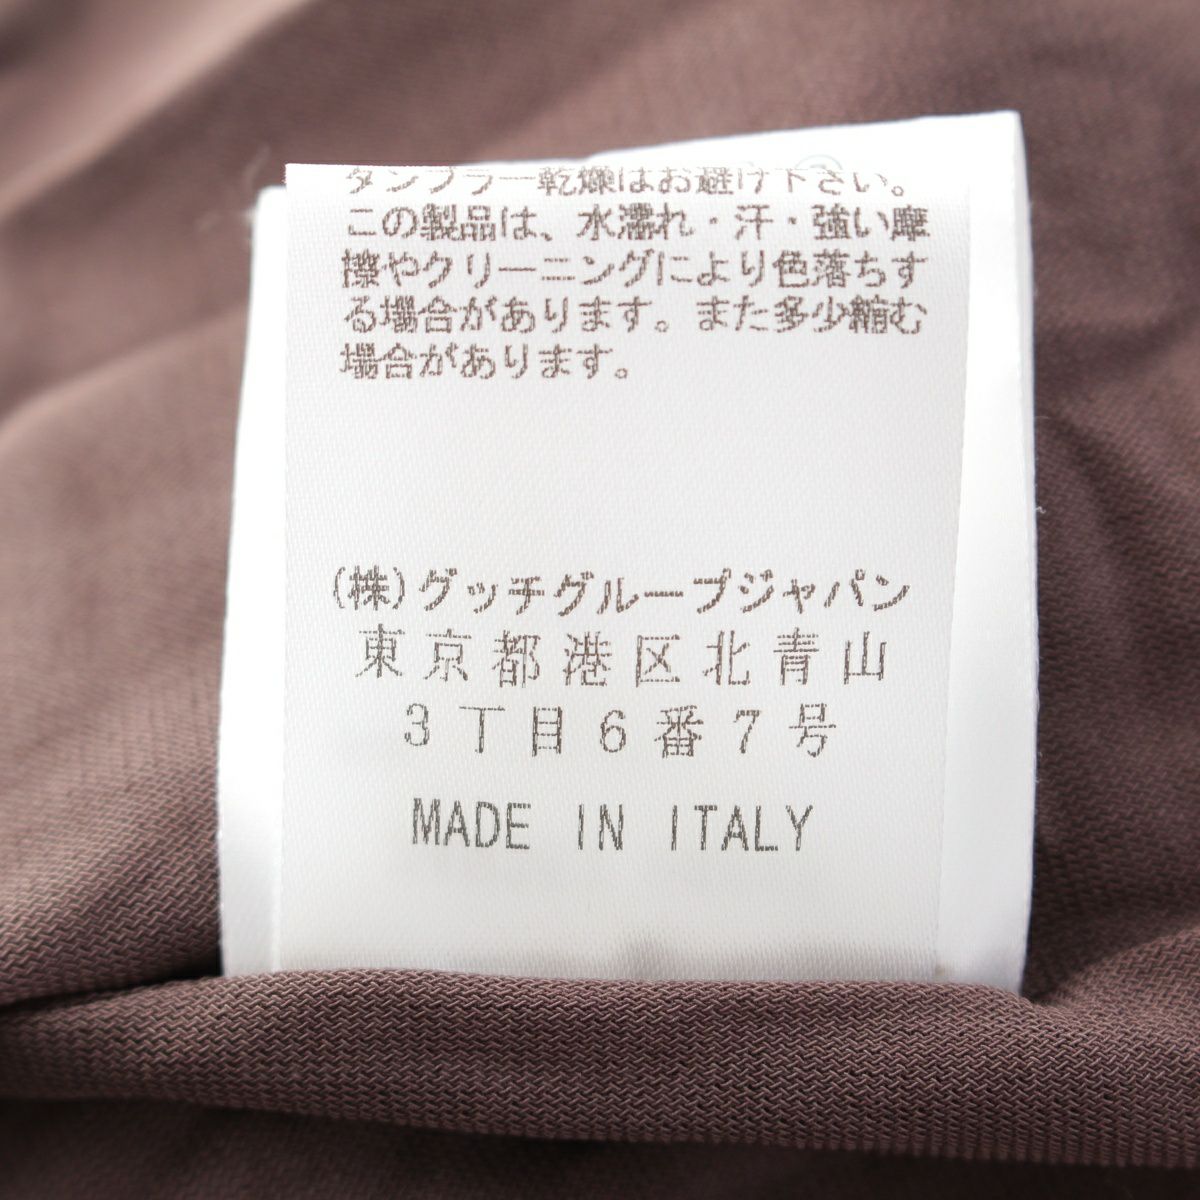 タンブラー乾燥はお避け下さい。
この製品は、水濡れ・汗・強い摩
擦やクリーニングにより色落ちす
る場合があります。また多少縮む
場合があります。
(株)グッチグループジャパン
東京都港区北青山
3丁目6番7号
MADE IN ITALY